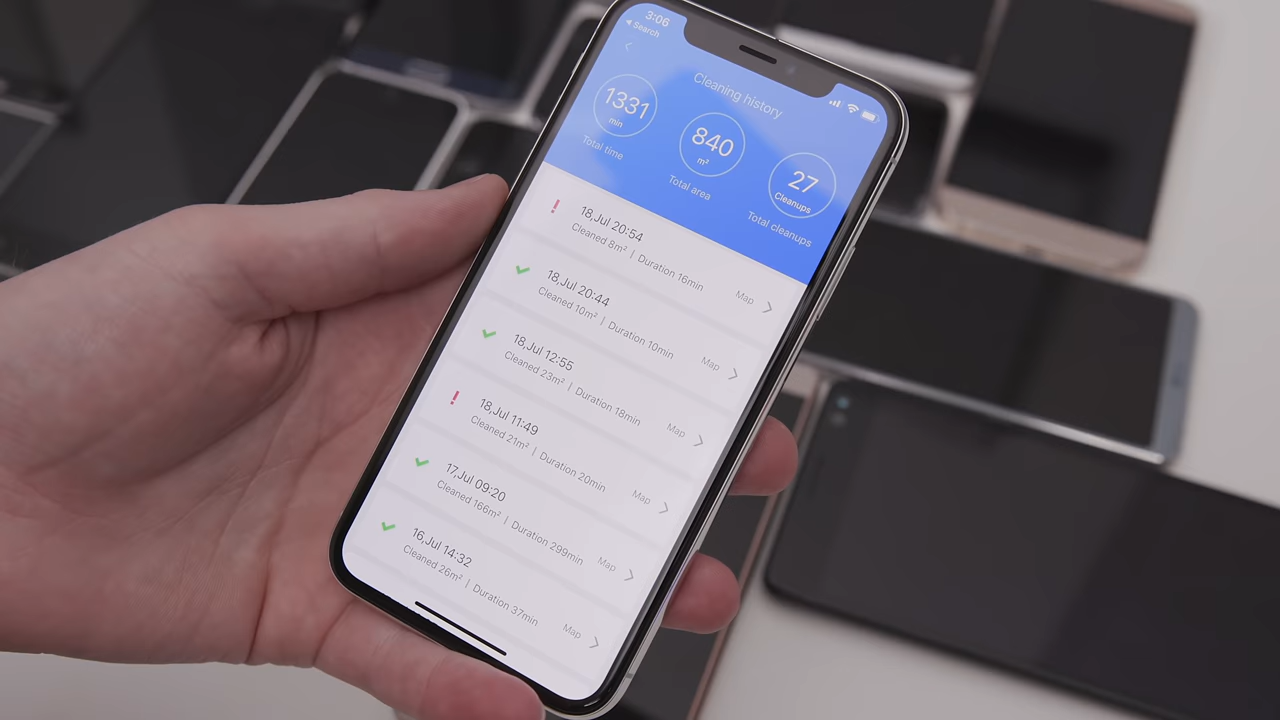 3:06
Search
Cleaning history
1331
min
Total time
840
m²
Total area
27
Cleanups
Total cleanups
18,Jul 20:54
Cleaned 8m² | Duration 16min
Map
18,Jul 20:44
Cleaned 10m² | Duration 10min
Map
18,Jul 12:55
Cleaned 23m² | Duration 18min
Map
18,Jul 11:49
Cleaned 21m² | Duration 20min
Map
17,Jul 09:20
Cleaned 166m² | Duration 299min
Map
16,Jul 14:32
Cleaned 26m² | Duration 37min
Map